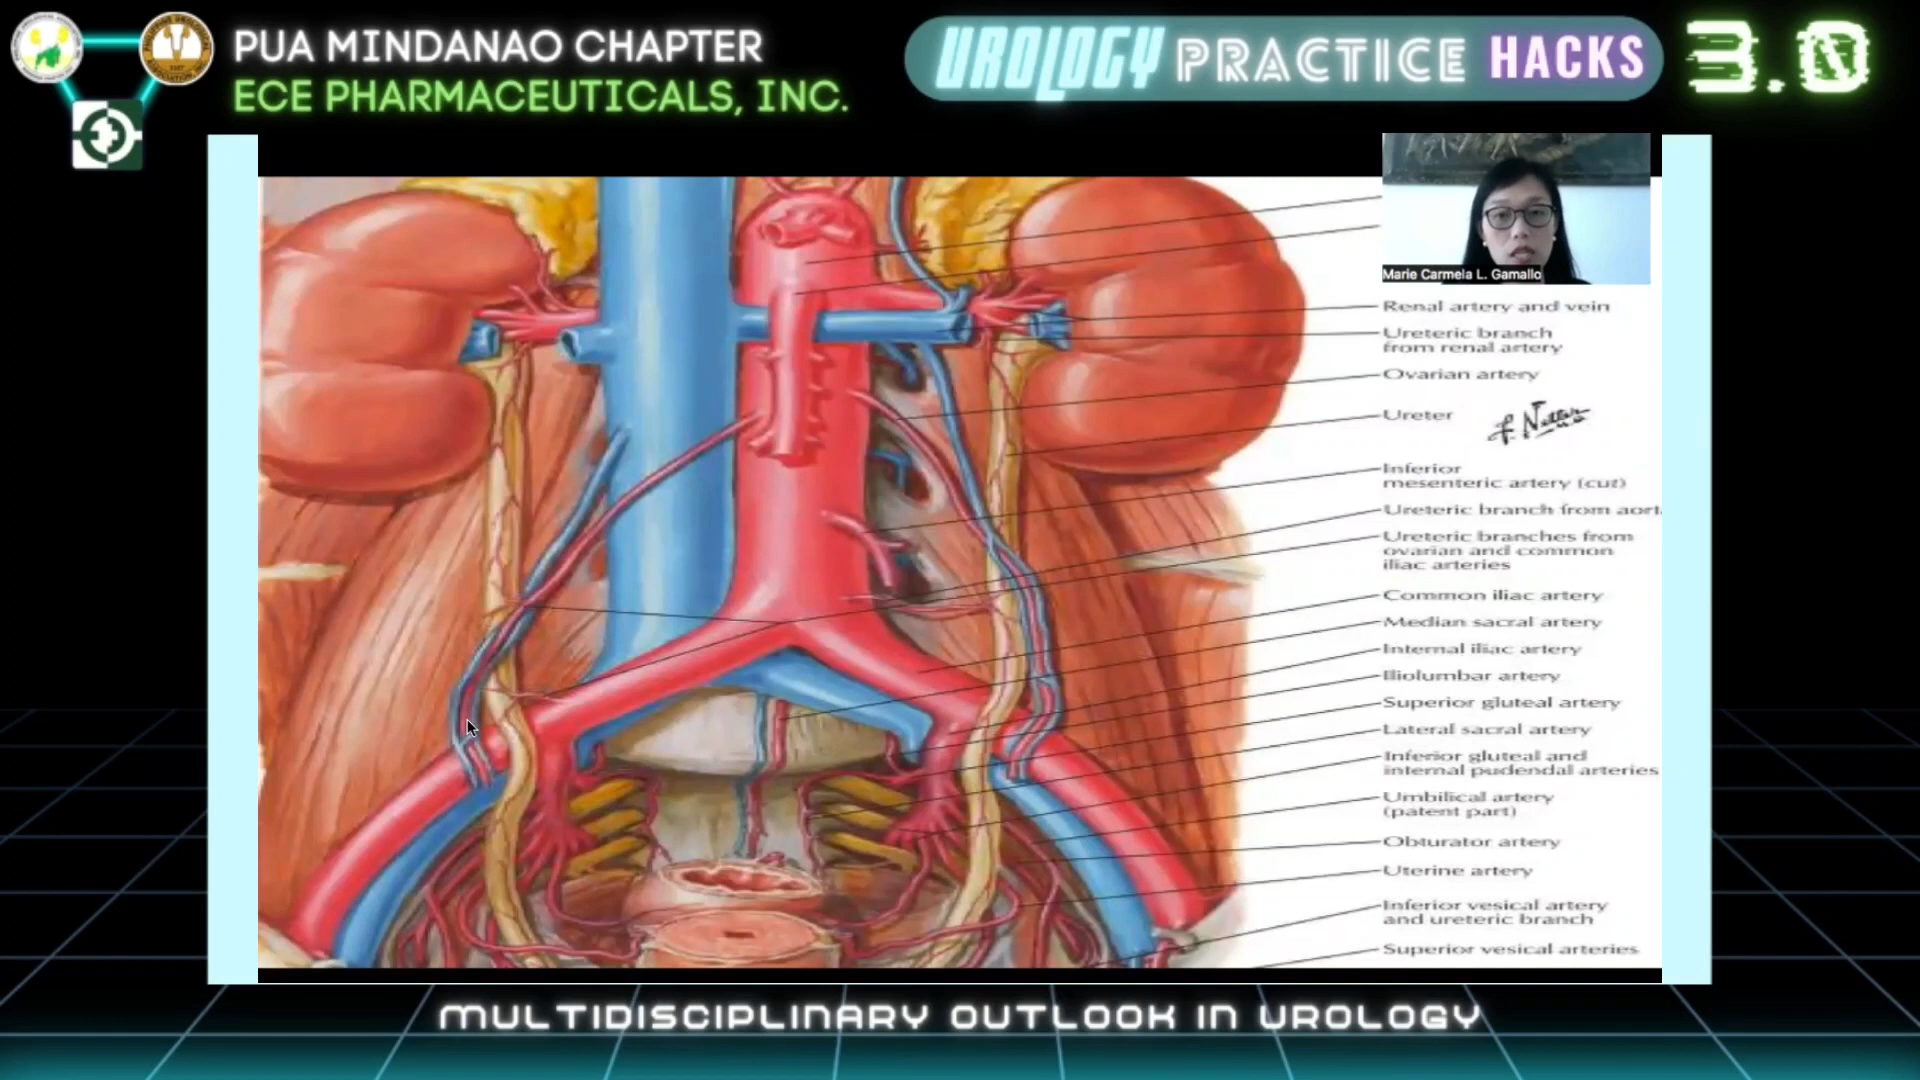 PUA MINDANAO CHAPTER
ECE PHARMACEUTICALS, INC.
UROLOGY PRACTICE HACKS 3.0
Marie Carmela L. Gamallo
Renal artery and vein
Ureteric branch
from renal artery
Ovarian artery
Ureter
f. Netter
Inferior
mesenteric artery (cut)
Ureteric branch from aort
Ureteric branches from
ovarian and common
iliac arteries
Common iliac artery
Median sacral artery
Internal iliac artery
Iliolumbar artery
Superior gluteal artery
Lateral sacral artery
Inferior gluteal and
internal pudendal arteries
Umbilical artery
(patent part)
Obturator artery
Uterine artery
Inferior vesical artery
and ureteric branch
Superior vesical arteries
MULTIDISCIPLINARY OUTLOOK IN UROLOGY